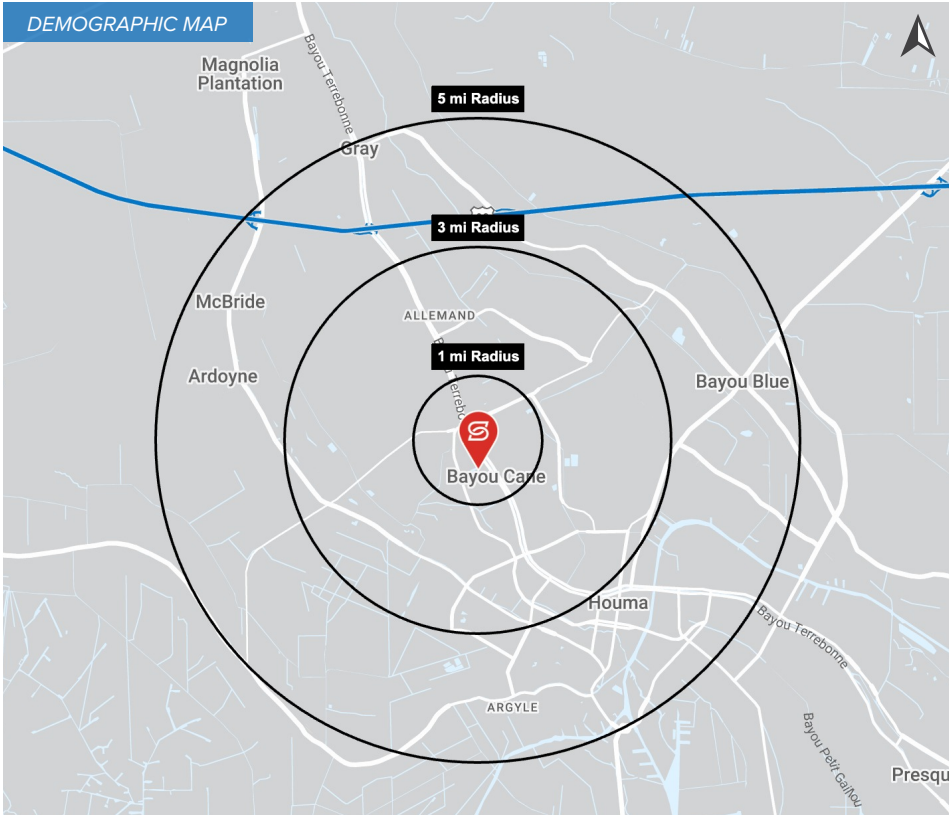 DEMOGRAPHIC MAP
Magnolia
Plantation
Bayou Terrebonne
5 mi Radius
Gray
3 mi Radius
McBride
ALLEMAND
1 mi Radius
Ardoyne
Bayou Blue
Bayou Cane
Houma
Bayou Terrebonne
ARGYLE
Bayou Petit Caillou
Presqu